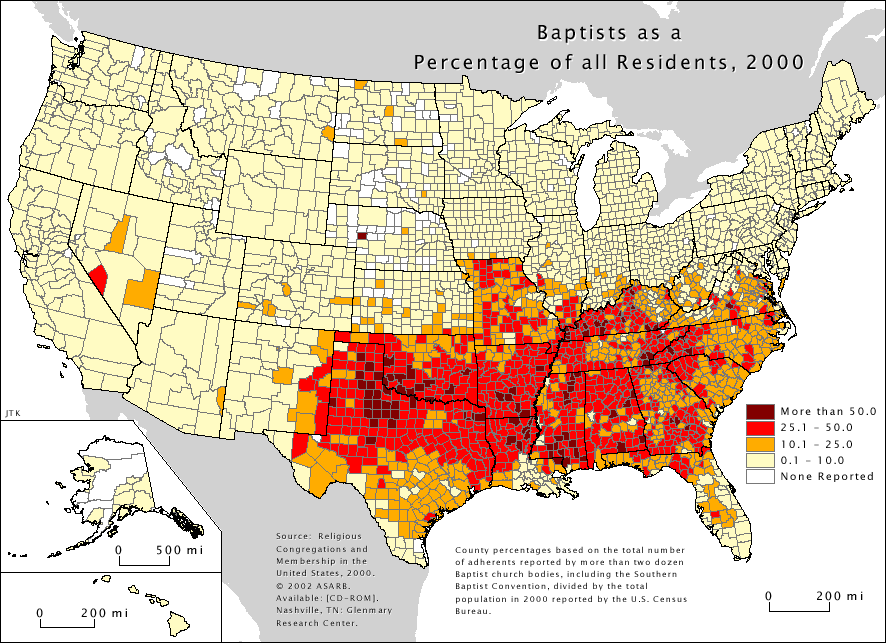 Baptists as a
Percentage of all Residents, 2000
JTK
More than 50.0
25.1 - 50.0
10.1 - 25.0
0.1 - 10.0
None Reported
0 500 mi
0 200 mi
Source: Religious
Congregations and
Membership in the
United States, 2000.
© 2002 ASARB.
Available: [CD-ROM].
Nashville, TN: Glenmary
Research Center.
County percentages based on the total number
of adherents reported by more than two dozen
Baptist church bodies, including the Southern
Baptist Convention, divided by the total
population in 2000 reported by the U.S. Census
Bureau.
0 200 mi